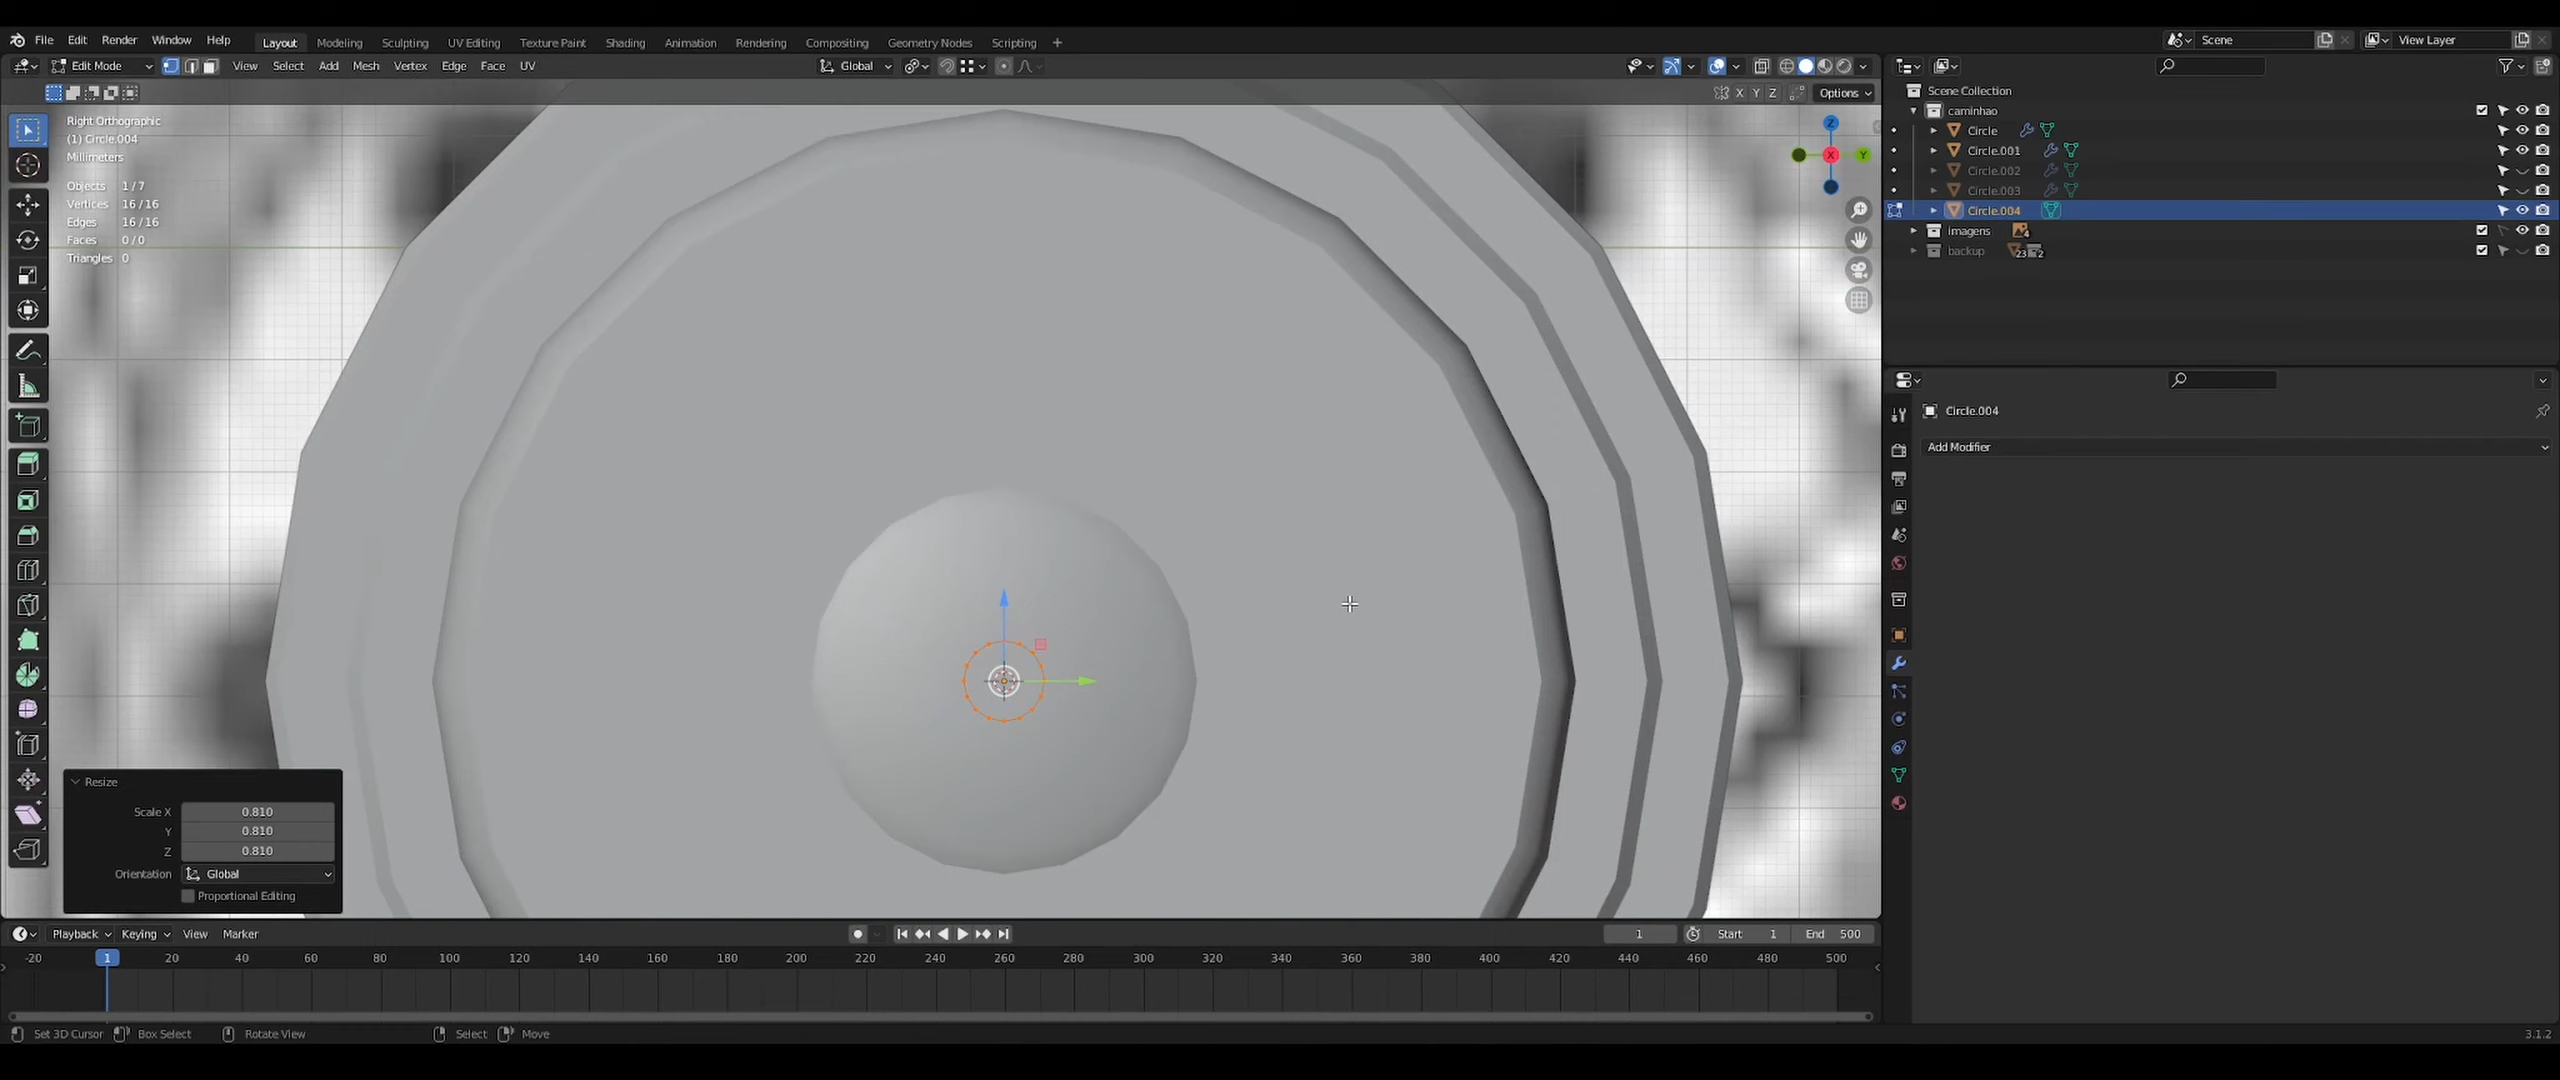 File Edit Render Window Help Layout Modeling Sculpting UV Editing Texture Paint Shading Animation Rendering Compositing Geometry Nodes Scripting + Scene View Layer
Edit Mode View Select Add Mesh Vertex Edge Face UV Global
X Y Z Options
Right Orthographic
(1) Circle.004
Millimeters
Objects 1/7
Vertices 16/16
Edges 16/16
Faces 0/0
Triangles 0
Z
X
Y
Scene Collection
caminhao
Circle
Circle.001
Circle.002
Circle.003
Circle.004
imagens 4
backup 23 2
Circle.004
Add Modifier
Resize
Scale X 0.810
Y 0.810
Z 0.810
Orientation Global
Proportional Editing
Playback Keying View Marker 1 Start 1 End 500
-20 1 20 40 60 80 100 120 140 160 180 200 220 240 260 280 300 320 340 360 380 400 420 440 460 480 500
Set 3D Cursor Box Select Rotate View Select Move 3.1.2